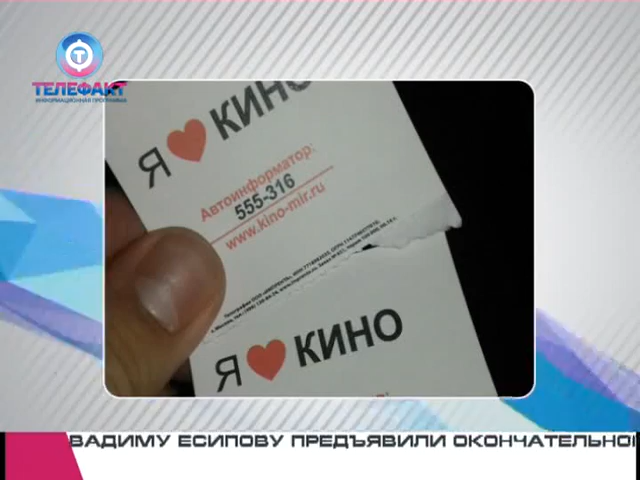 ТЕЛЕФАКТ
ИНФОРМАЦИОННАЯ ПРОГРАММА
Я ❤ КИНО
Автоинформатор:
555-316
www.kino-mir.ru
Я ❤ КИНО
ВАДИМУ ЕСИПОВУ ПРЕДЪЯВИЛИ ОКОНЧАТЕЛЬНО